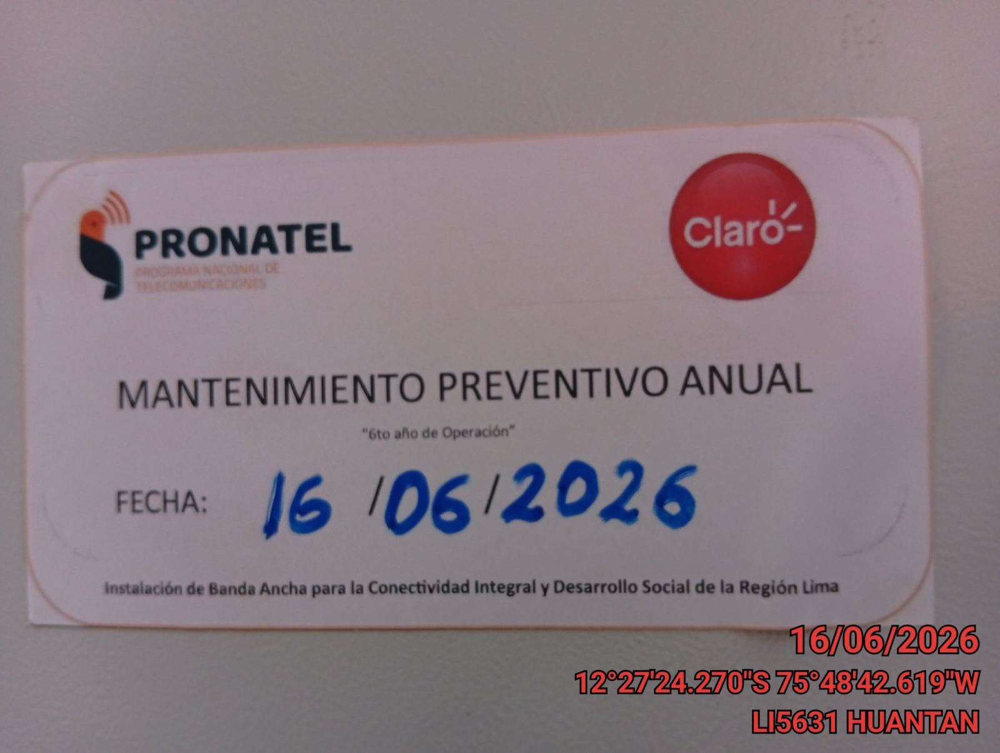 PRONATEL
PROGRAMA NACIONAL DE
TELECOMUNICACIONES
Claro
MANTENIMIENTO PREVENTIVO ANUAL
"6to año de Operación"
FECHA: 16 /06/2026
Instalación de Banda Ancha para la Conectividad Integral y Desarrollo Social de la Región Lima
16/06/2026
12°27'24.270"S 75°48'42.619"W
LI5631 HUANTAN